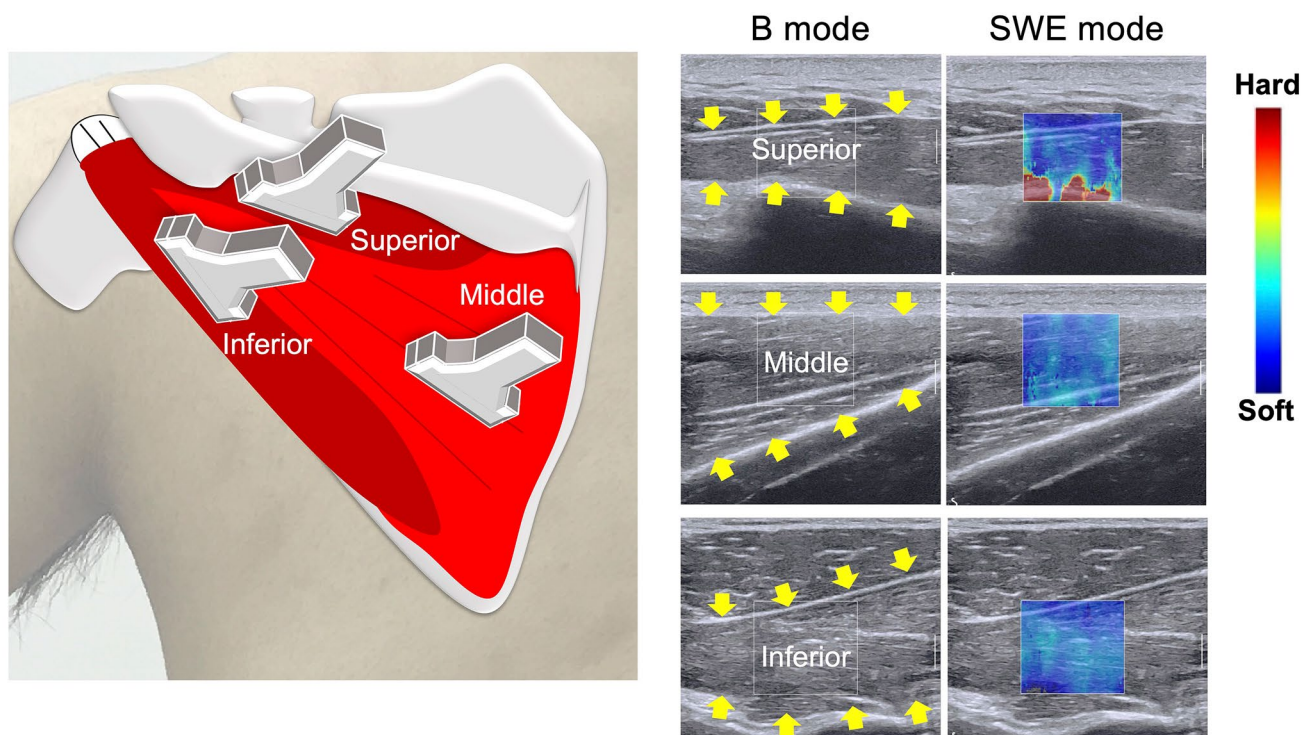 B mode
SWE mode
Superior
Middle
Inferior
Superior
Middle
Inferior
Hard
Soft